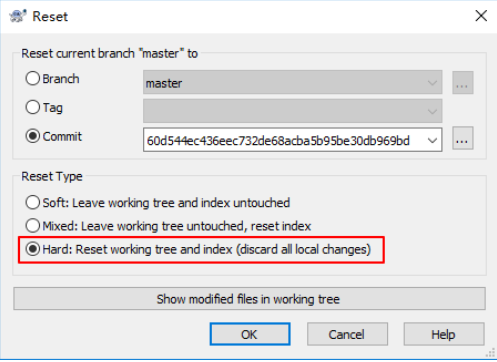 Reset
Reset current branch "master" to
Branch
master
...
Tag
Commit
60d544ec436eec732de68acba5b95be30db969bd
...
Reset Type
Soft: Leave working tree and index untouched
Mixed: Leave working tree untouched, reset index
Hard: Reset working tree and index (discard all local changes)
Show modified files in working tree
OK
Cancel
Help